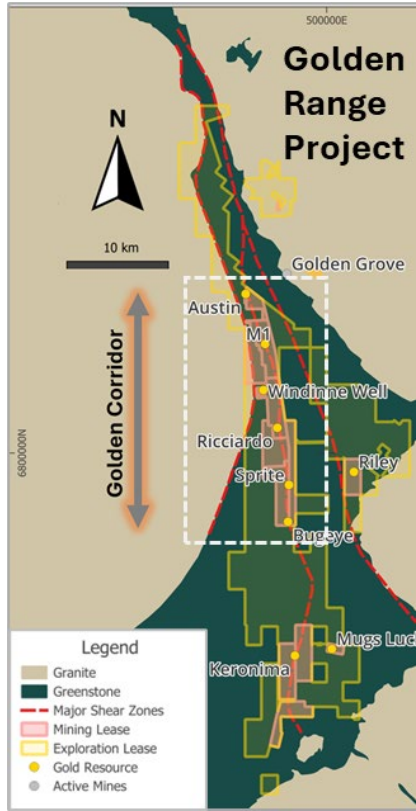 500000E
Golden
Range
Project
N
10 km
Golden Grove
Austin
M1
Windinne Well
Golden Corridor
Ricciardo
6800000N
Riley
Sprite
Bugeye
Mugs Luck
Keronima
Legend
Granite
Greenstone
Major Shear Zones
Mining Lease
Exploration Lease
Gold Resource
Active Mines